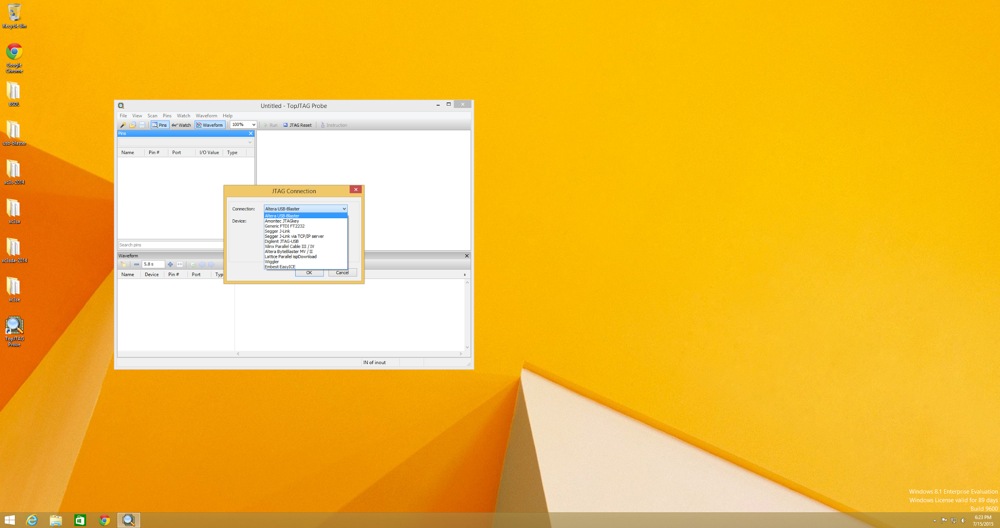 Recycle Bin
Google
Chrome
BSDL
usb-blaster
xc3s-2014
xc3sa
xc3sda-2014
xc3se
TopJTAG
Probe
Untitled - TopJTAG Probe
File View Scan Pins Watch Waveform Help
Pins Watch Waveform 100% Run JTAG Reset Instruction
Pins
Name Pin # Port I/O Value Type
Search pins
JTAG Connection
Connection: Altera USB-Blaster
Device:
Altera USB-Blaster
Amontec JTAGkey
Generic FTDI FT2232
Segger J-Link
Segger J-Link via TCP/IP server
Digilent JTAG-USB
Xilinx Parallel Cable III / IV
Altera ByteBlaster MV / II
Lattice Parallel ispDownload
Wiggler
Embest EasyICE
OK Cancel
Waveform
5.8 s
Name Device Pin # Port Typ
s
IN of inout
Windows 8.1 Enterprise Evaluation
Windows License valid for 89 days
Build 9600
6:23 PM
7/15/2015